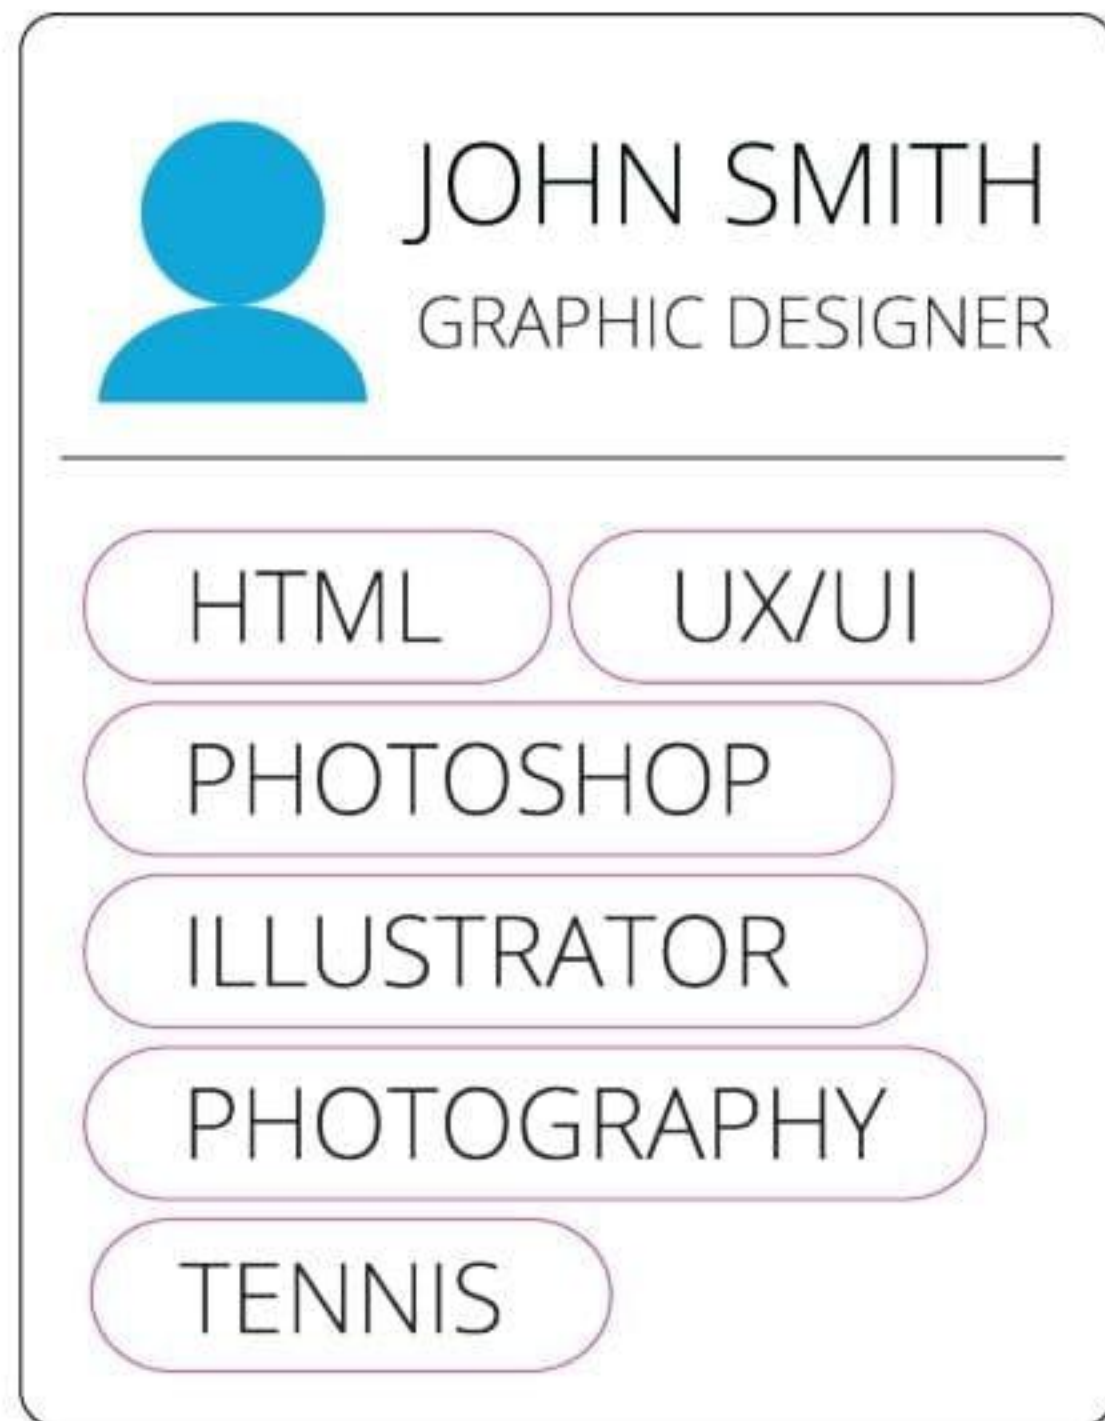 JOHN SMITH
GRAPHIC DESIGNER
HTML UX/UI
PHOTOSHOP
ILLUSTRATOR
PHOTOGRAPHY
TENNIS